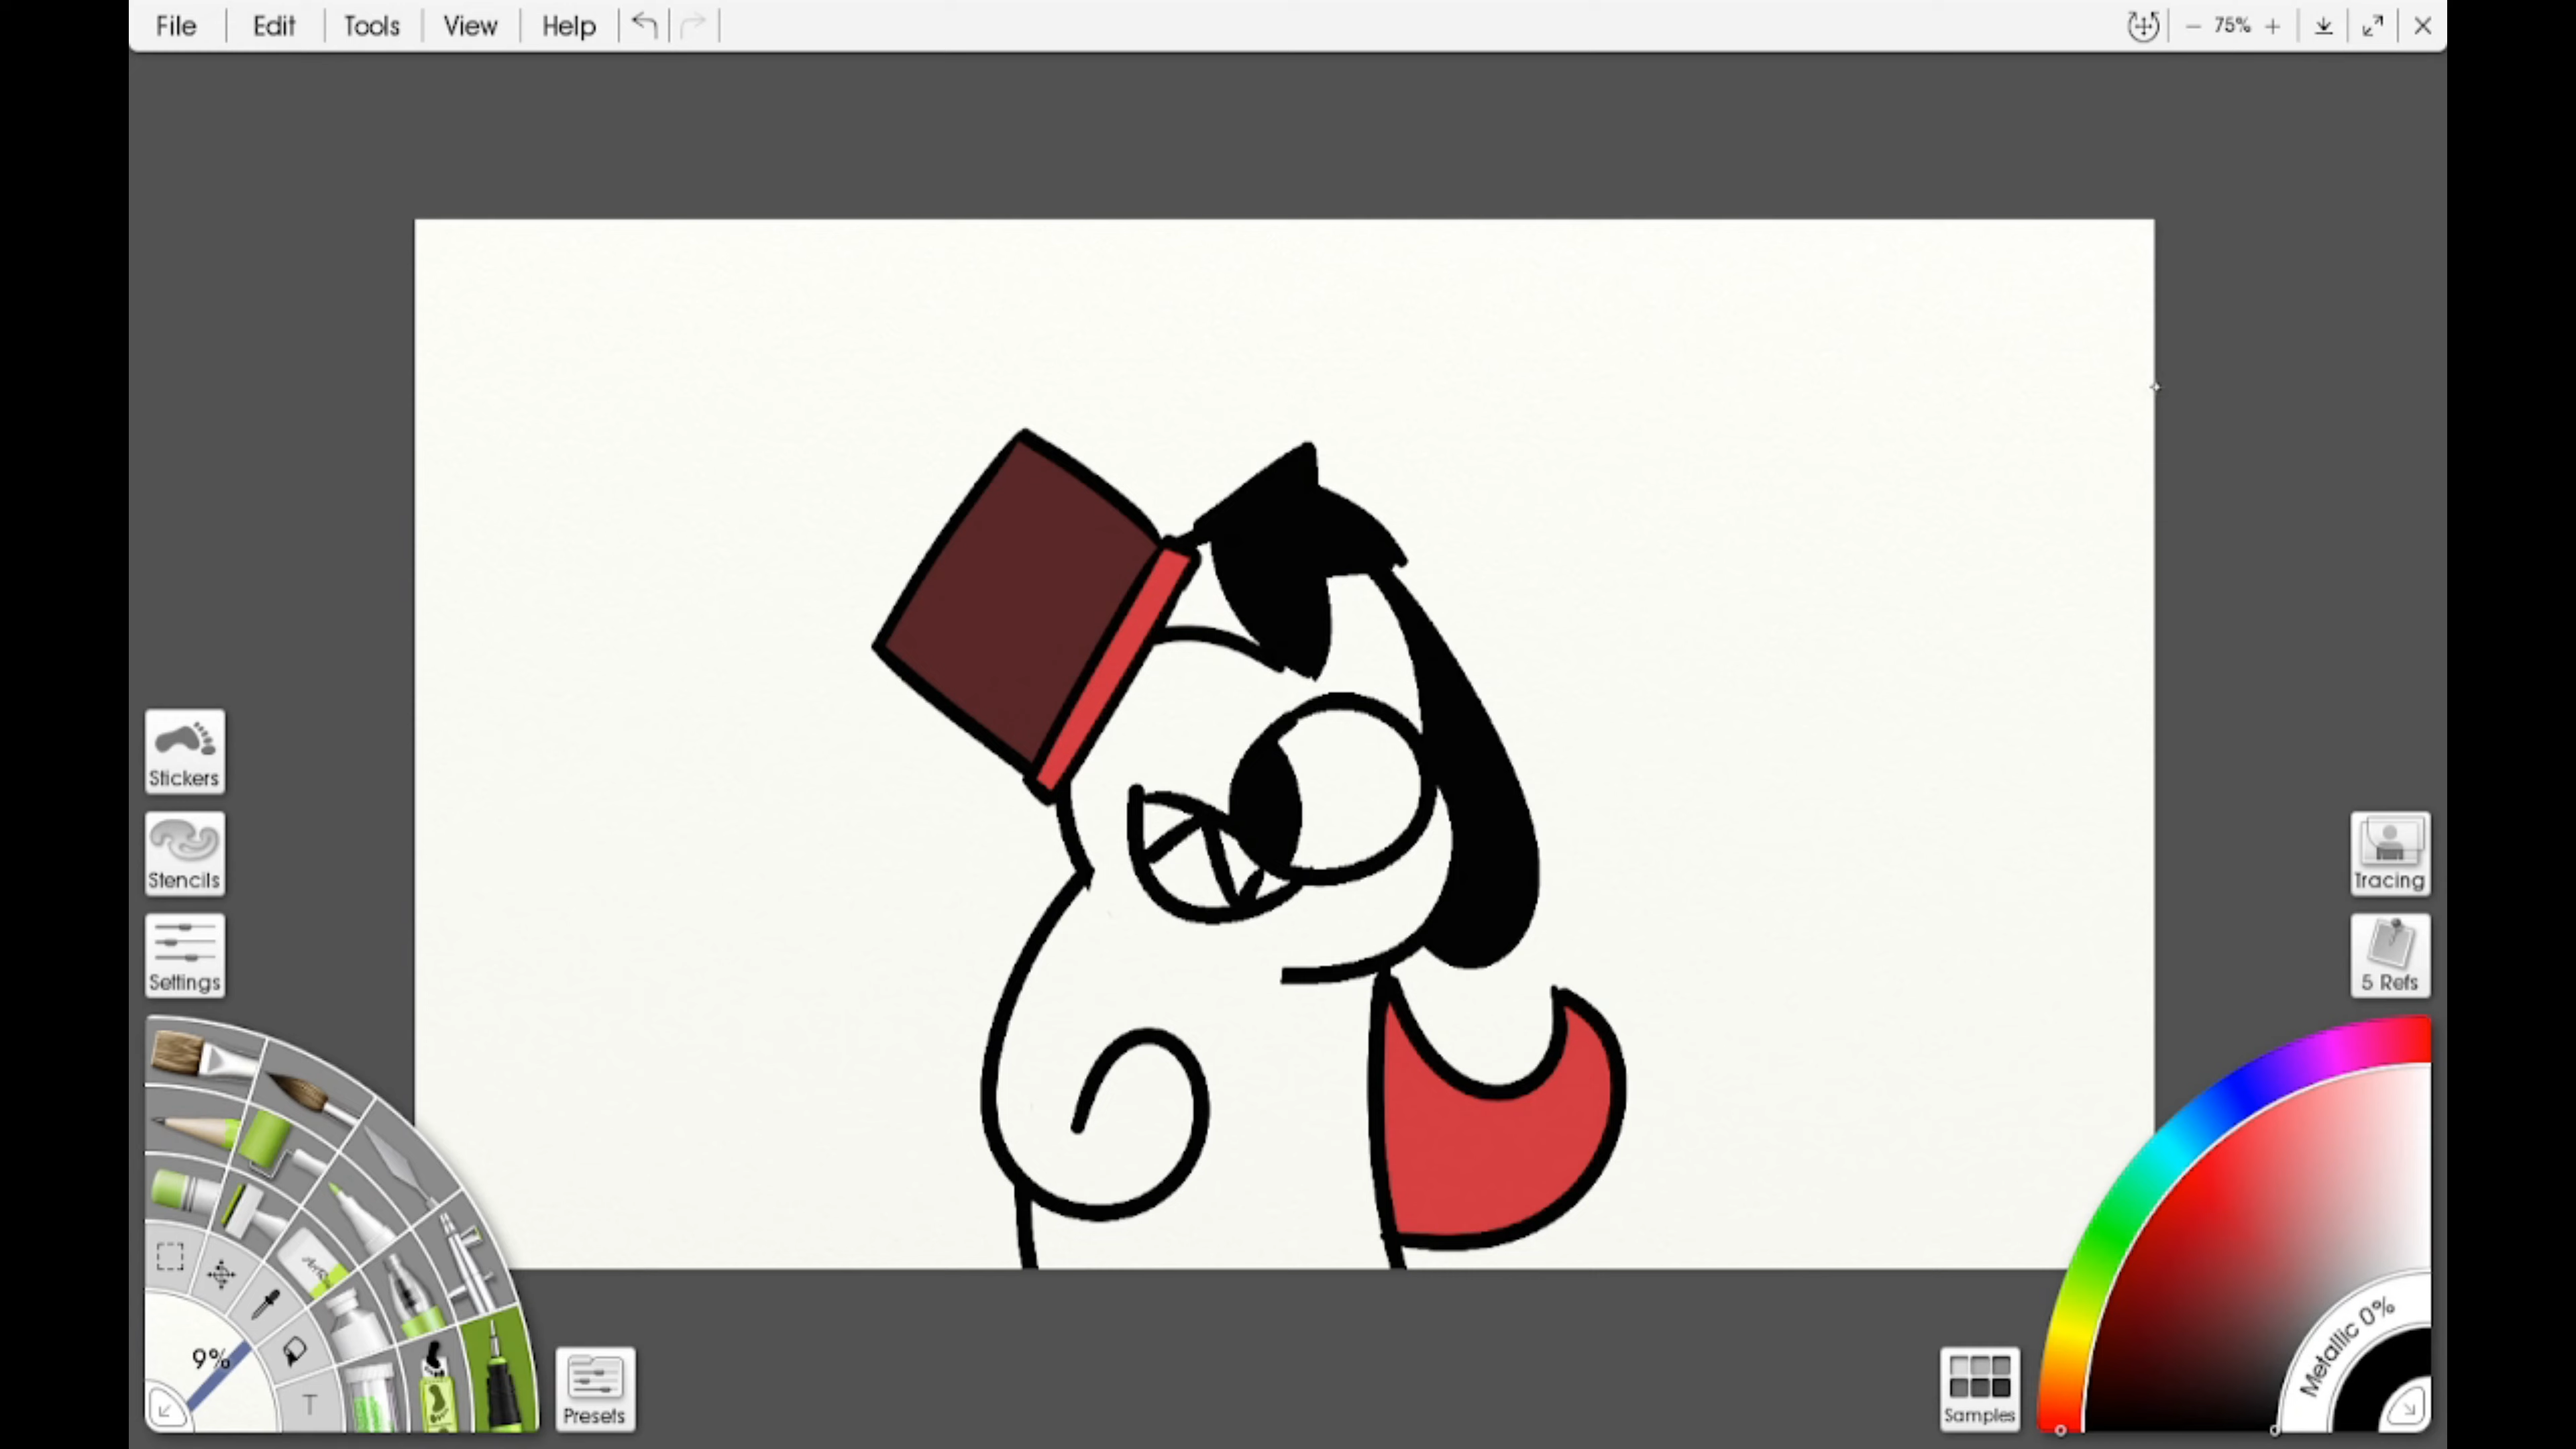 File Edit Tools View Help 75%
Stickers
Stencils
Settings
Tracing
5 Refs
9%
T
Presets
Samples
Metallic 0%